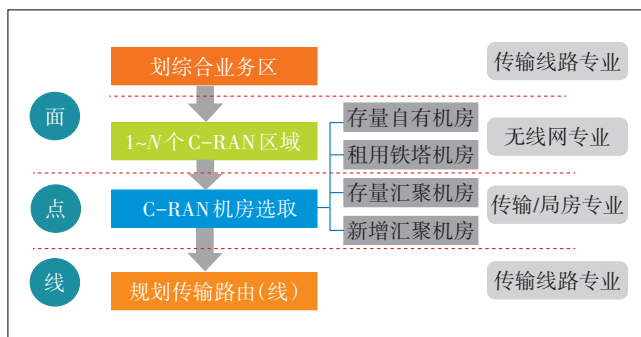 划综合业务区
传输线路专业
面
1~N个C-RAN区域
存量自有机房
租用铁塔机房
无线网专业
点
C-RAN机房选取
存量汇聚机房
新增汇聚机房
传输/局房专业
线
规划传输路由(线)
传输线路专业